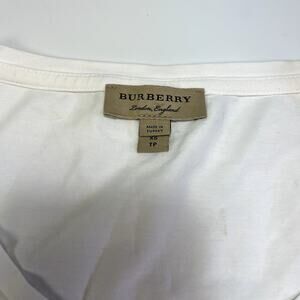 BURBERRY
London, England
MADE IN
TURKEY
XS
TP